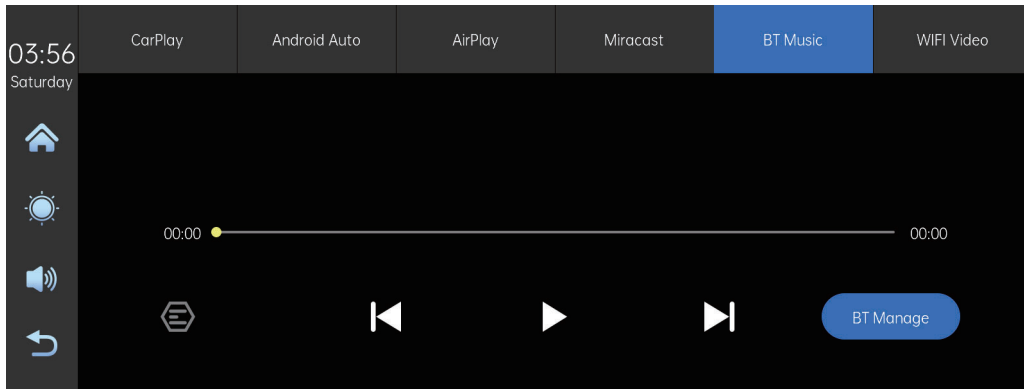 03:56
Saturday
CarPlay
Android Auto
AirPlay
Miracast
BT Music
WIFI Video
00:00
00:00
BT Manage